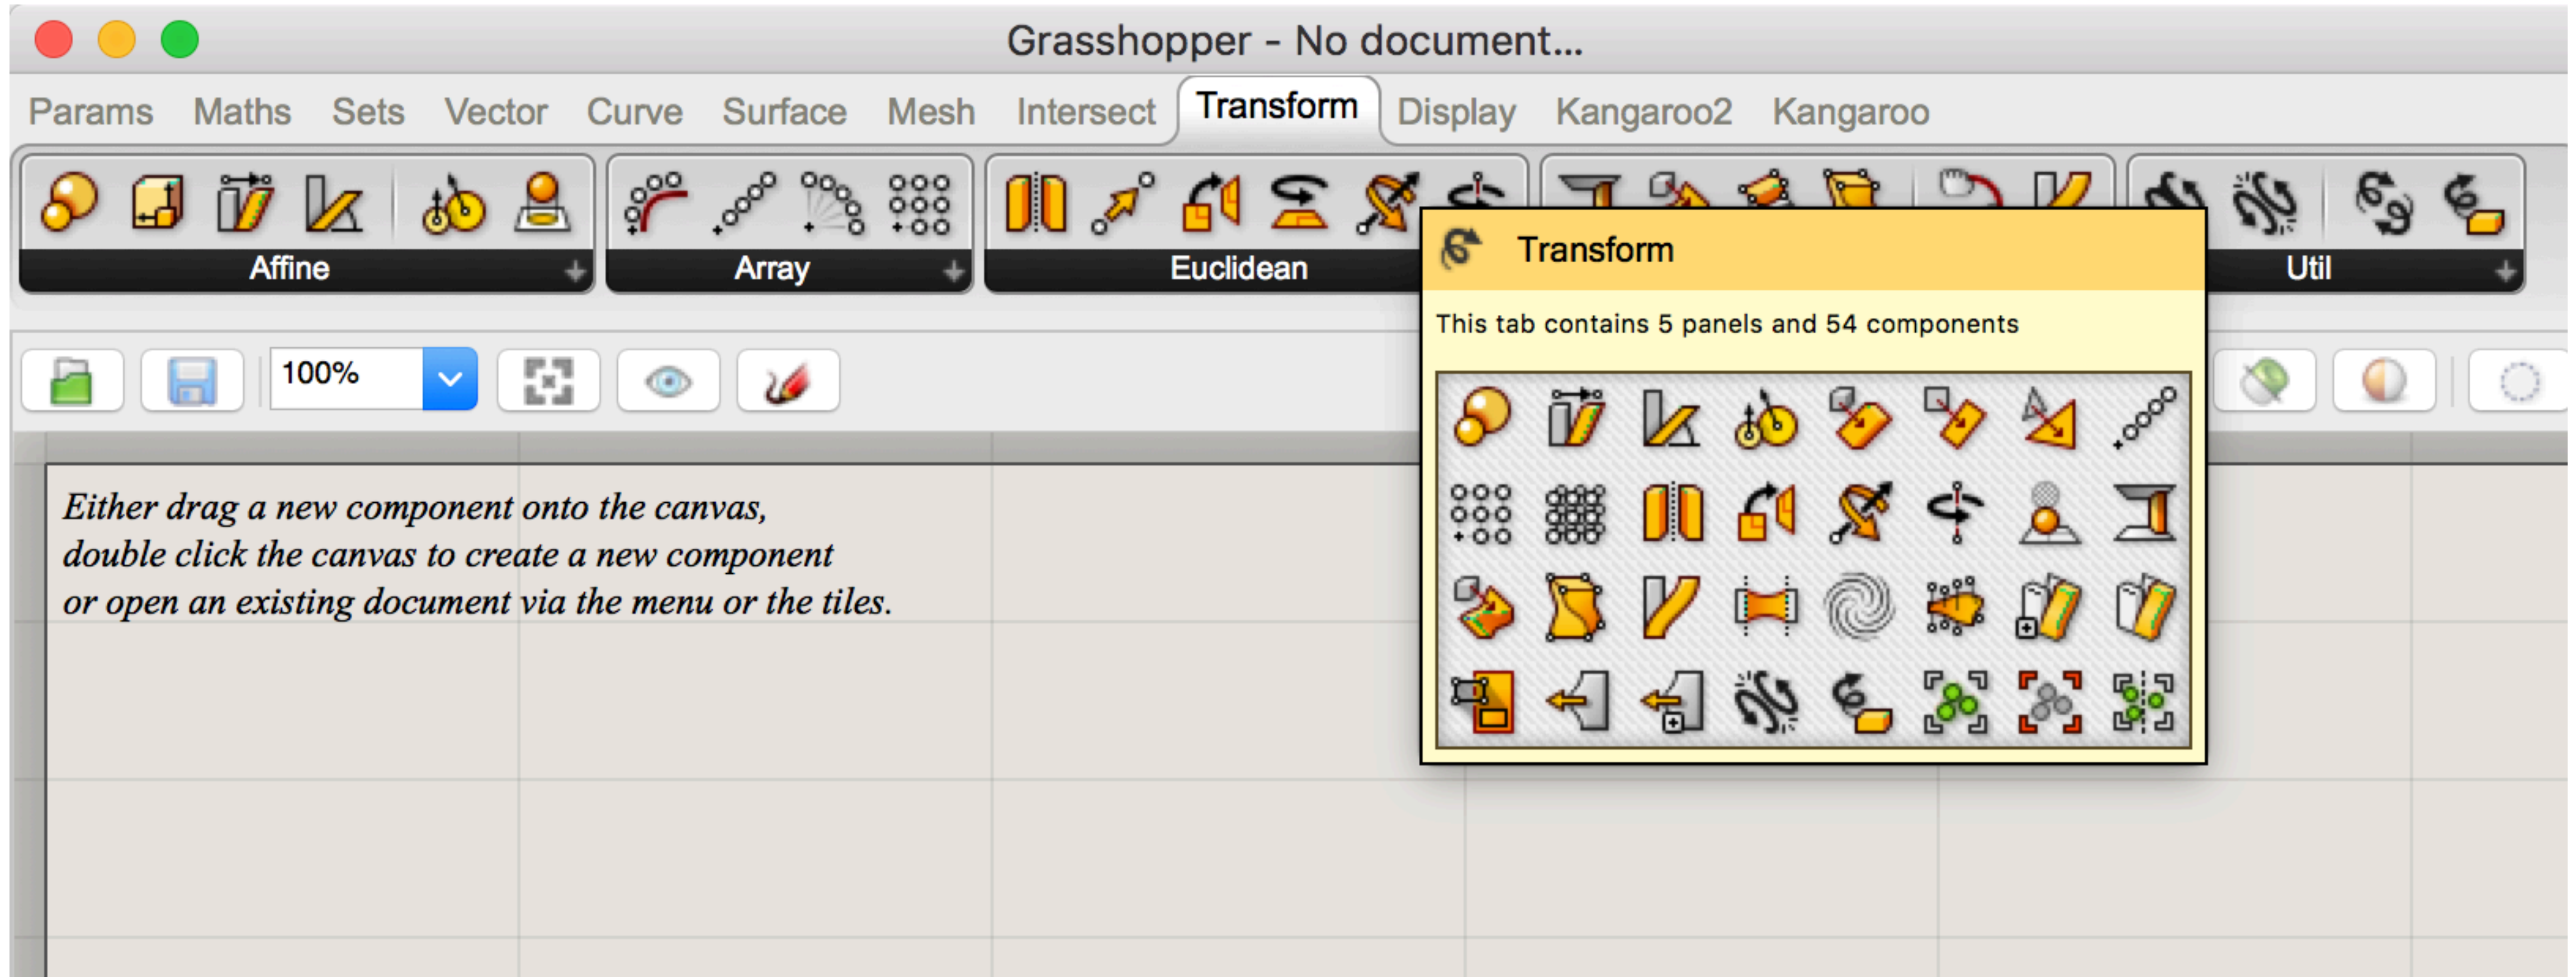 Grasshopper - No document...
Params Maths Sets Vector Curve Surface Mesh Intersect Transform Display Kangaroo2 Kangaroo
Affine Array Euclidean Util
Transform
This tab contains 5 panels and 54 components
100%
Either drag a new component onto the canvas,
double click the canvas to create a new component
or open an existing document via the menu or the tiles.